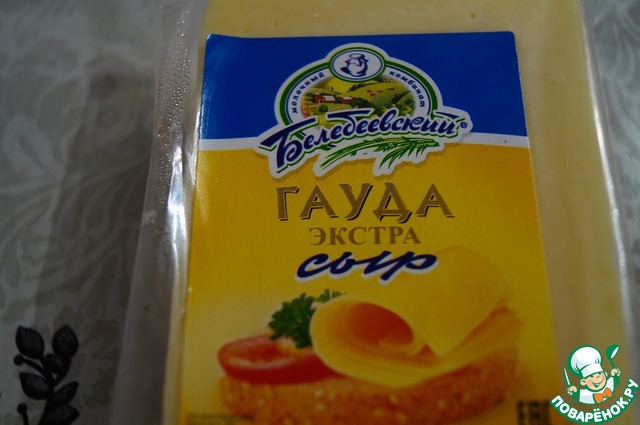 молочный комбинат
Белебеевский®
ГАУДА
ЭКСТРА
сыр
ПОВАРЁНОК.РУ